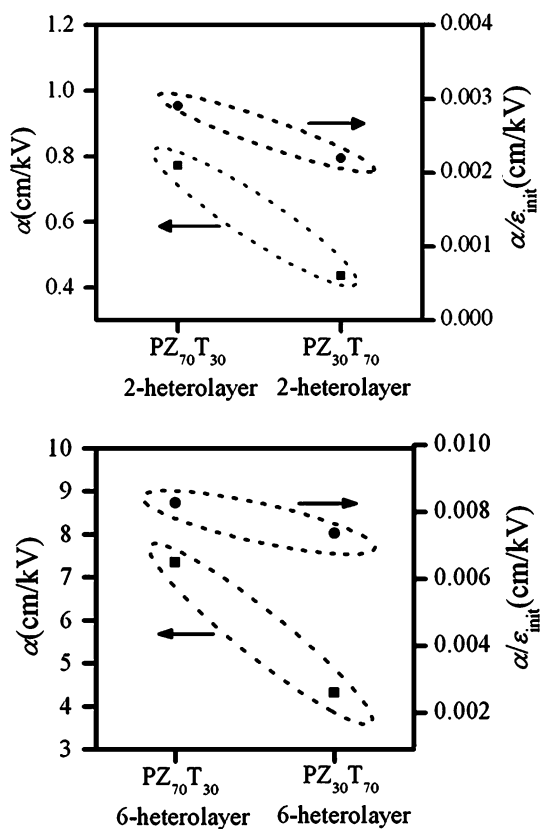 1.2
1.0
0.8
0.6
0.4
α(cm/kV)
0.004
0.003
0.002
0.001
0.000
α/ε_init(cm/kV)
PZ₇₀T₃₀ PZ₃₀T₇₀
2-heterolayer 2-heterolayer
10
9
8
7
6
5
4
3
α(cm/kV)
0.010
0.008
0.006
0.004
0.002
α/ε_init(cm/kV)
PZ₇₀T₃₀ PZ₃₀T₇₀
6-heterolayer 6-heterolayer